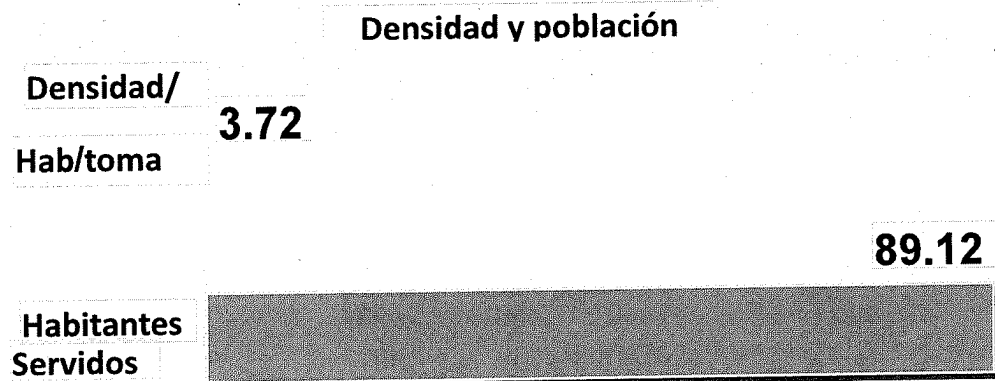 Densidad y población
Densidad/
3.72
Hab/toma
89.12
Habitantes
Servidos